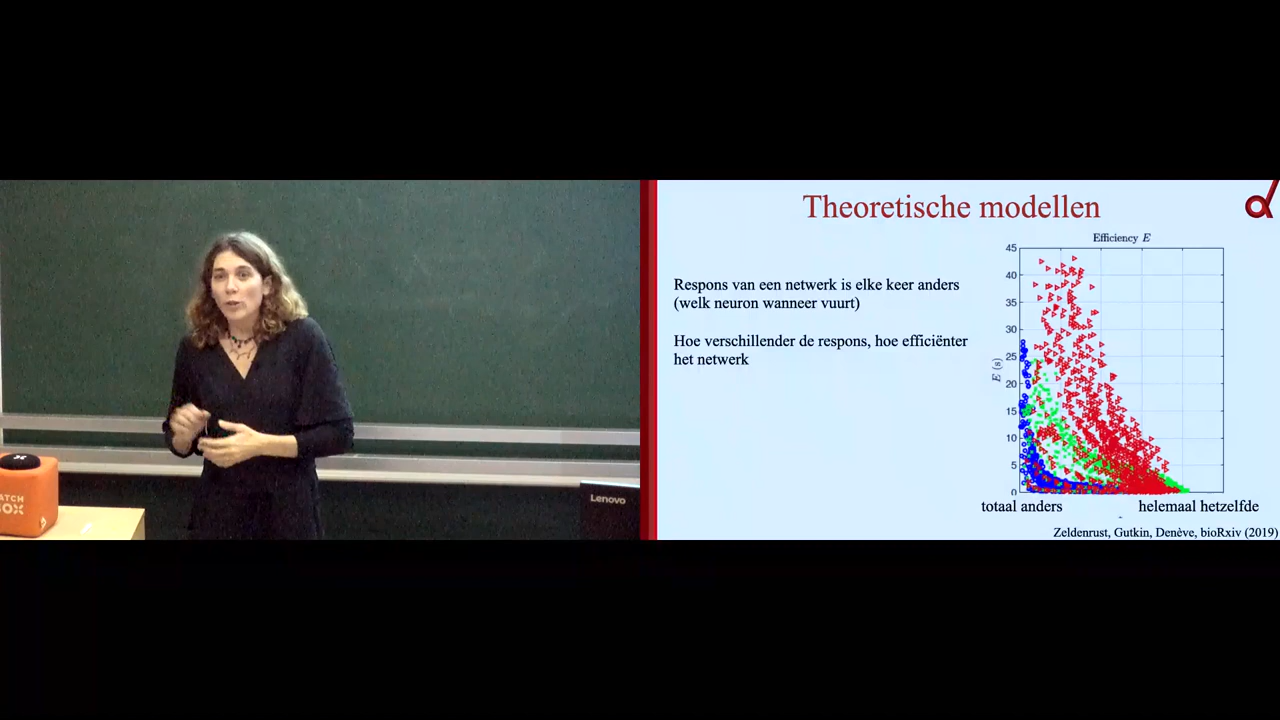 ATCH
BOX
Lenovo
Theoretische modellen
Respons van een netwerk is elke keer anders
(welk neuron wanneer vuurt)
Hoe verschillender de respons, hoe efficiënter
het netwerk
Efficiency E
45
40
35
30
25
20
15
10
5
0
E (s)
totaal anders
helemaal hetzelfde
Zeldenrust, Gutkin, Denève, bioRxiv (2019)